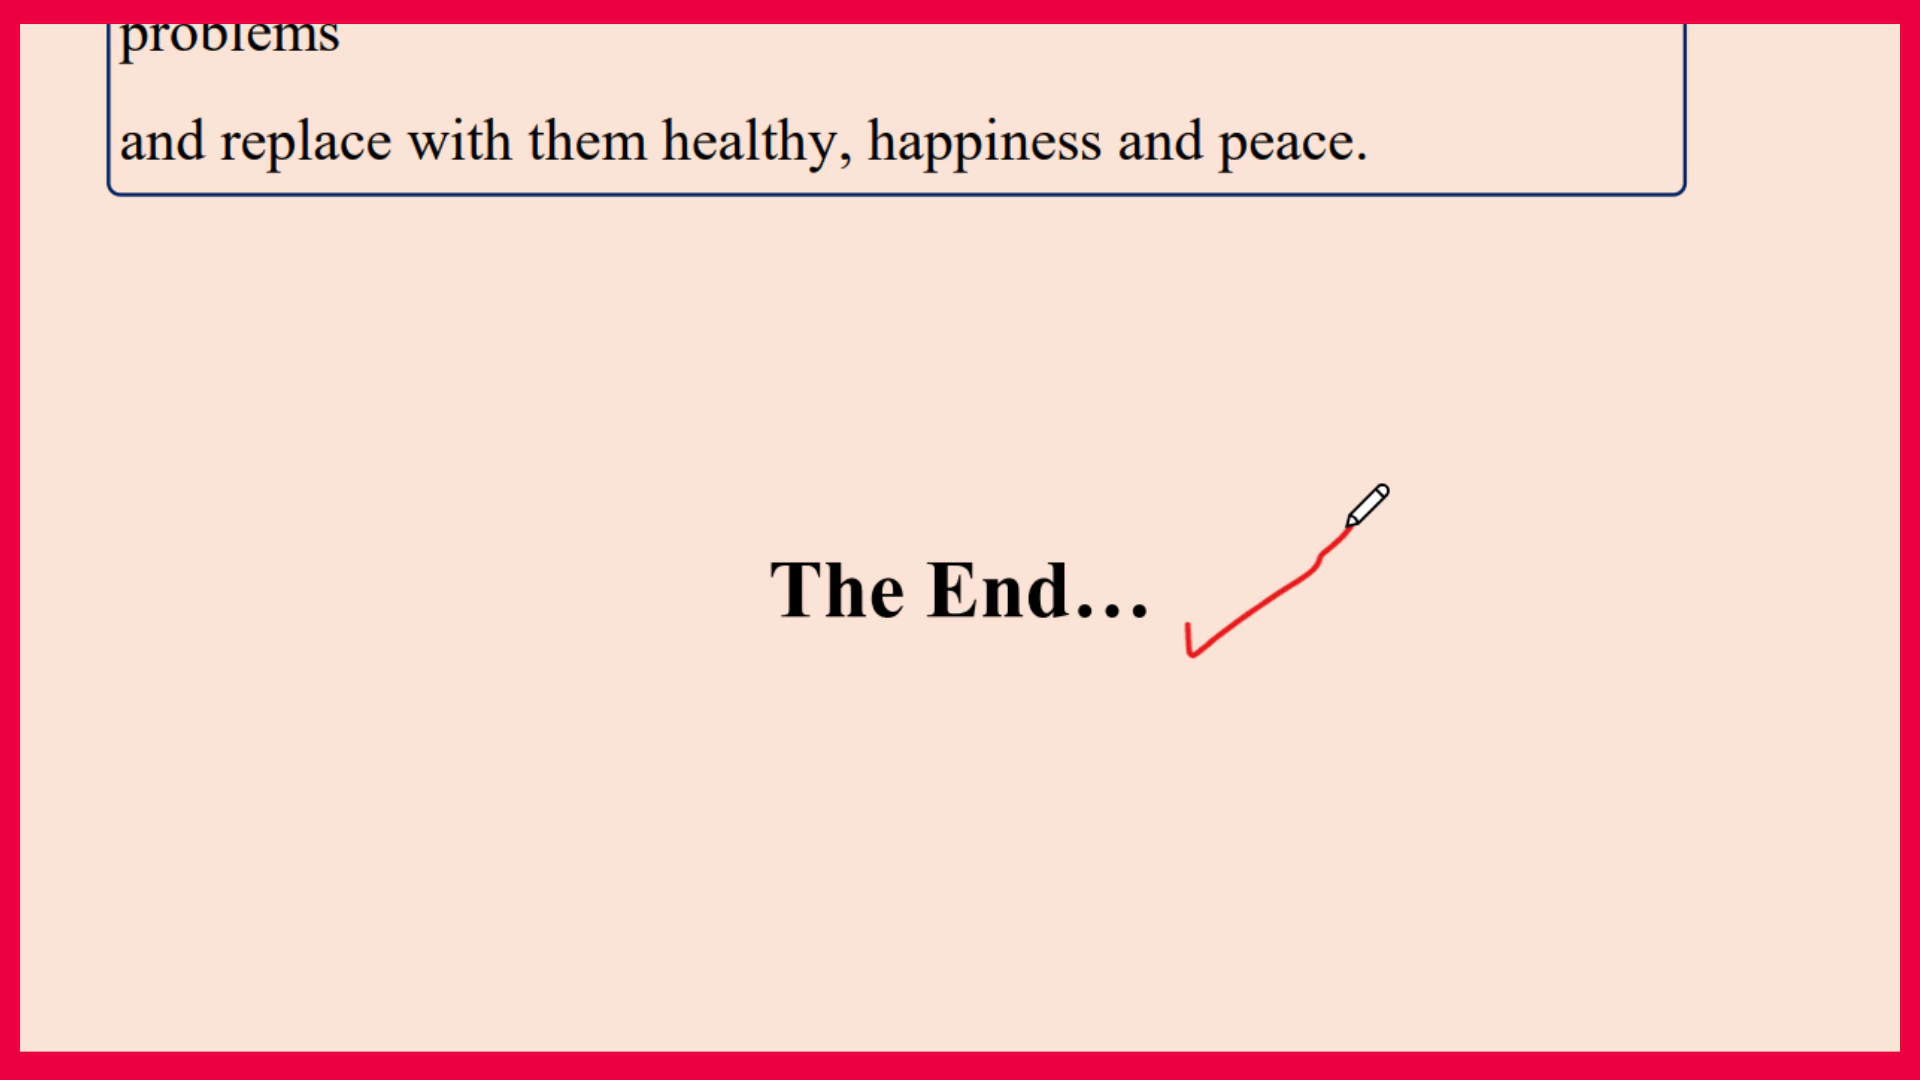 problems
and replace with them healthy, happiness and peace.
The End...